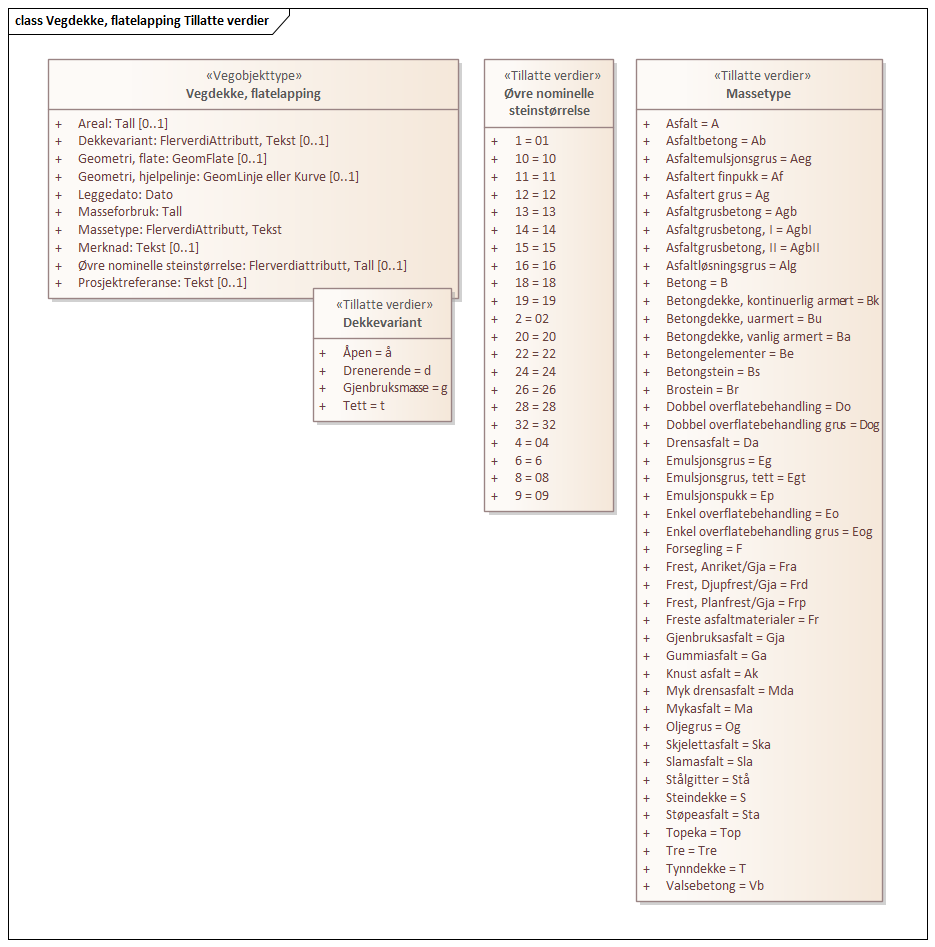 class Vegdekke, flatelapping Tillatte verdier
«Vegobjekttype»
Vegdekke, flatelapping
+ Areal: Tall [0..1]
+ Dekkevariant: FlerverdiAttributt, Tekst [0..1]
+ Geometri, flate: GeomFlate [0..1]
+ Geometri, hjelpelinje: GeomLinje eller Kurve [0..1]
+ Leggedato: Dato
+ Masseforbruk: Tall
+ Massetype: FlerverdiAttributt, Tekst
+ Merknad: Tekst [0..1]
+ Øvre nominelle steinstørrelse: Flerverdiattributt, Tall [0..1]
+ Prosjektreferanse: Tekst [0..1]
«Tillatte verdier»
Dekkevariant
+ Åpen = å
+ Drenerende = d
+ Gjenbruksmasse = g
+ Tett = t
«Tillatte verdier»
Øvre nominelle
steinstørrelse
+ 1 = 01
+ 10 = 10
+ 11 = 11
+ 12 = 12
+ 13 = 13
+ 14 = 14
+ 15 = 15
+ 16 = 16
+ 18 = 18
+ 19 = 19
+ 2 = 02
+ 20 = 20
+ 22 = 22
+ 24 = 24
+ 26 = 26
+ 28 = 28
+ 32 = 32
+ 4 = 04
+ 6 = 6
+ 8 = 08
+ 9 = 09
«Tillatte verdier»
Massetype
+ Asfalt = A
+ Asfaltbetong = Ab
+ Asfaltemulsjonsgrus = Aeg
+ Asfaltert finpukk = Af
+ Asfaltert grus = Ag
+ Asfaltgrusbetong = Agb
+ Asfaltgrusbetong, I = AgbI
+ Asfaltgrusbetong, II = AgbII
+ Asfaltløsningsgrus = Alg
+ Betong = B
+ Betongdekke, kontinuerlig armert = Bk
+ Betongdekke, uarmert = Bu
+ Betongdekke, vanlig armert = Ba
+ Betongelementer = Be
+ Betongstein = Bs
+ Brostein = Br
+ Dobbel overflatebehandling = Do
+ Dobbel overflatebehandling grus = Dog
+ Drensasfalt = Da
+ Emulsjonsgrus = Eg
+ Emulsjonsgrus, tett = Egt
+ Emulsjonspukk = Ep
+ Enkel overflatebehandling = Eo
+ Enkel overflatebehandling grus = Eog
+ Forsegling = F
+ Frest, Anriket/Gja = Fra
+ Frest, Djupfrest/Gja = Frd
+ Frest, Planfrest/Gja = Frp
+ Freste asfaltmaterialer = Fr
+ Gjenbruksasfalt = Gja
+ Gummiasfalt = Ga
+ Knust asfalt = Ak
+ Myk drensasfalt = Mda
+ Mykasfalt = Ma
+ Oljegrus = Og
+ Skjelettasfalt = Ska
+ Slamasfalt = Sla
+ Stålgitter = Stå
+ Steindekke = S
+ Støpeasfalt = Sta
+ Topeka = Top
+ Tre = Tre
+ Tynndekke = T
+ Valsebetong = Vb